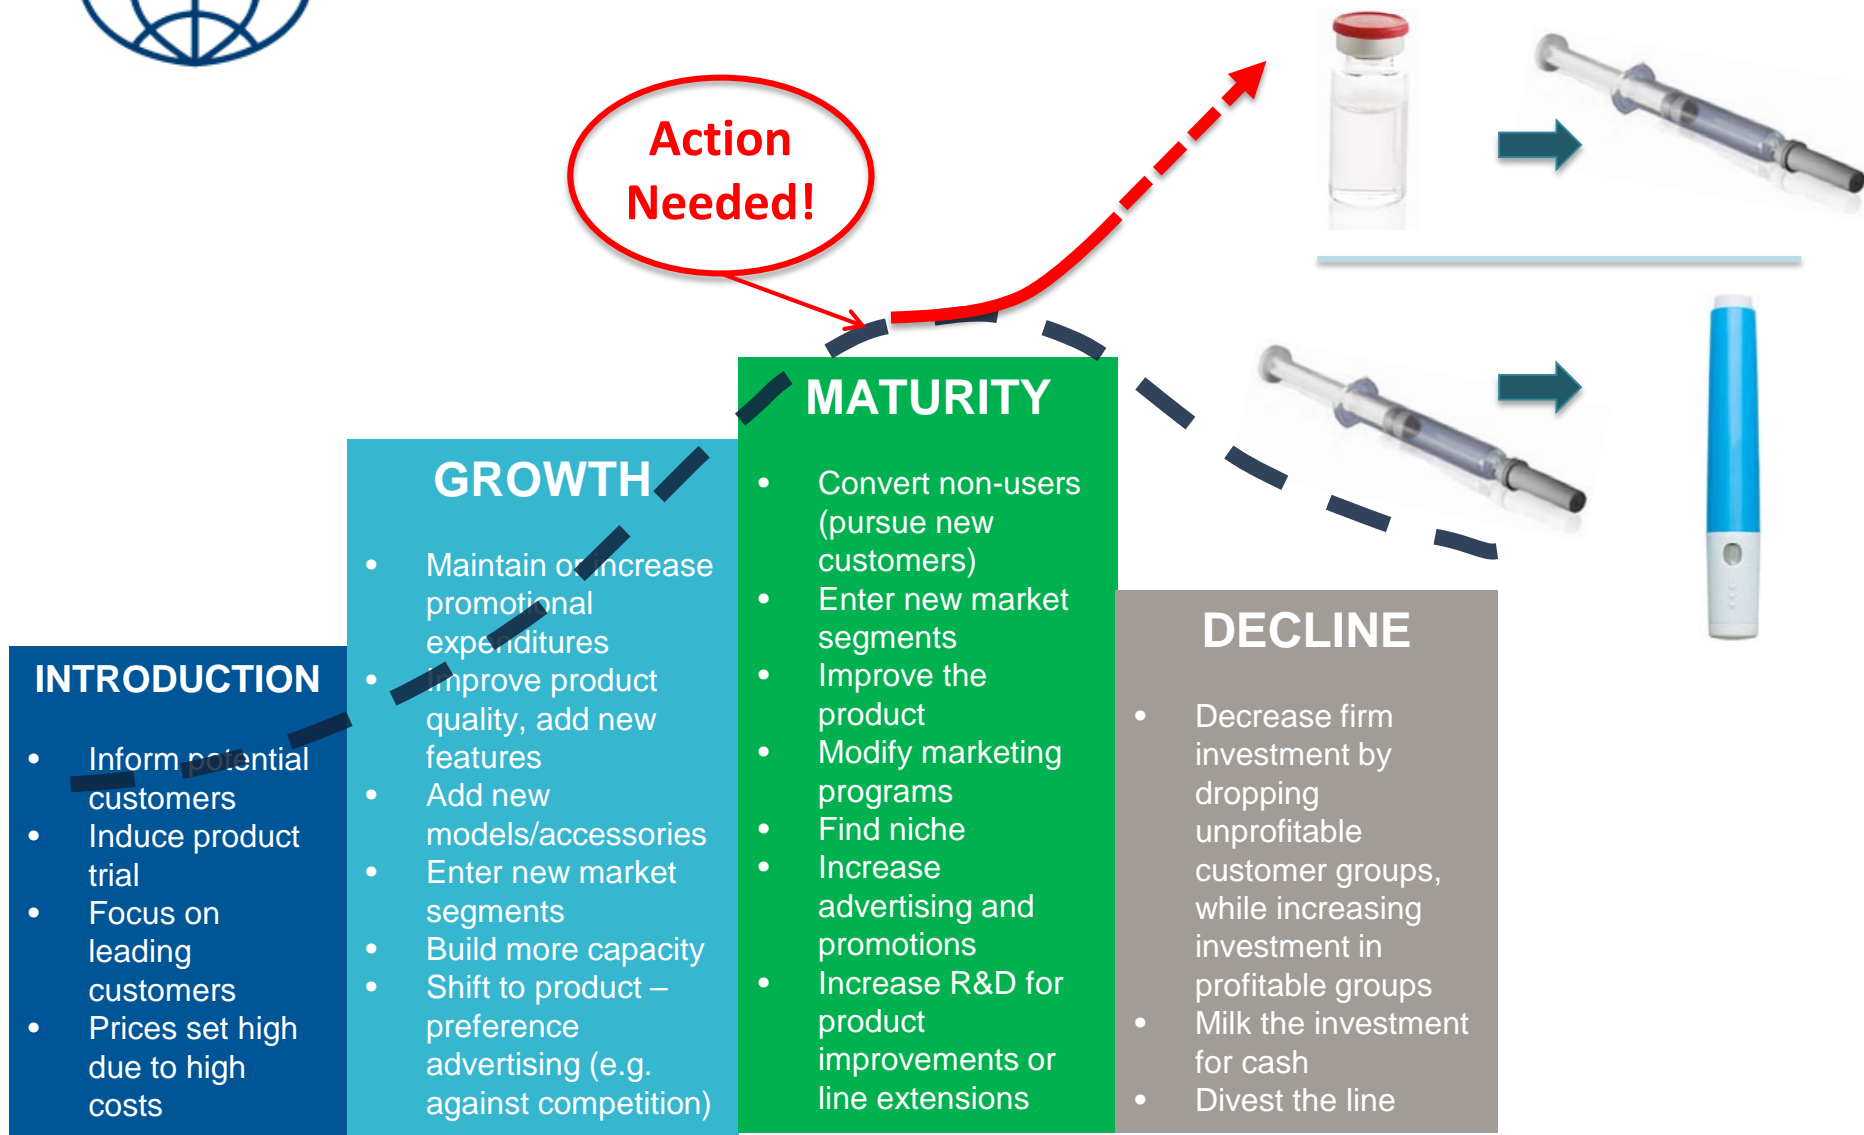 Action
Needed!
INTRODUCTION
• Inform potential
customers
• Induce product
trial
• Focus on
leading
customers
• Prices set high
due to high
costs
GROWTH
• Maintain or increase
promotional
expenditures
• Improve product
quality, add new
features
• Add new
models/accessories
• Enter new market
segments
• Build more capacity
• Shift to product –
preference
advertising (e.g.
against competition)
MATURITY
• Convert non-users
(pursue new
customers)
• Enter new market
segments
• Improve the
product
• Modify marketing
programs
• Find niche
• Increase
advertising and
promotions
• Increase R&D for
product
improvements or
line extensions
DECLINE
• Decrease firm
investment by
dropping
unprofitable
customer groups,
while increasing
investment in
profitable groups
• Milk the investment
for cash
• Divest the line